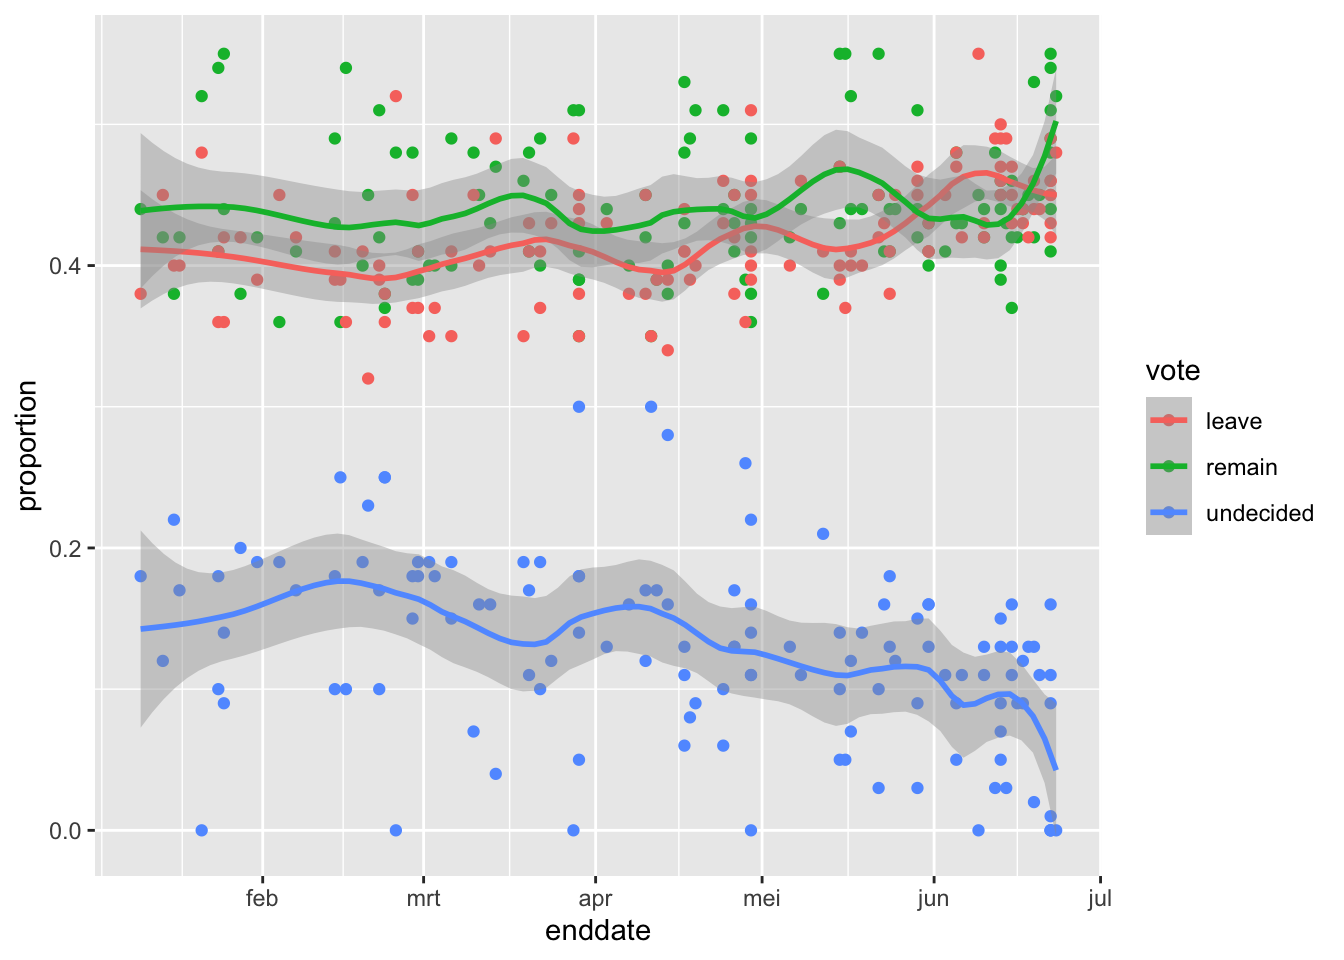 proportion
0.4
0.2
0.0
feb mrt apr mei jun jul
enddate
vote
leave
remain
undecided